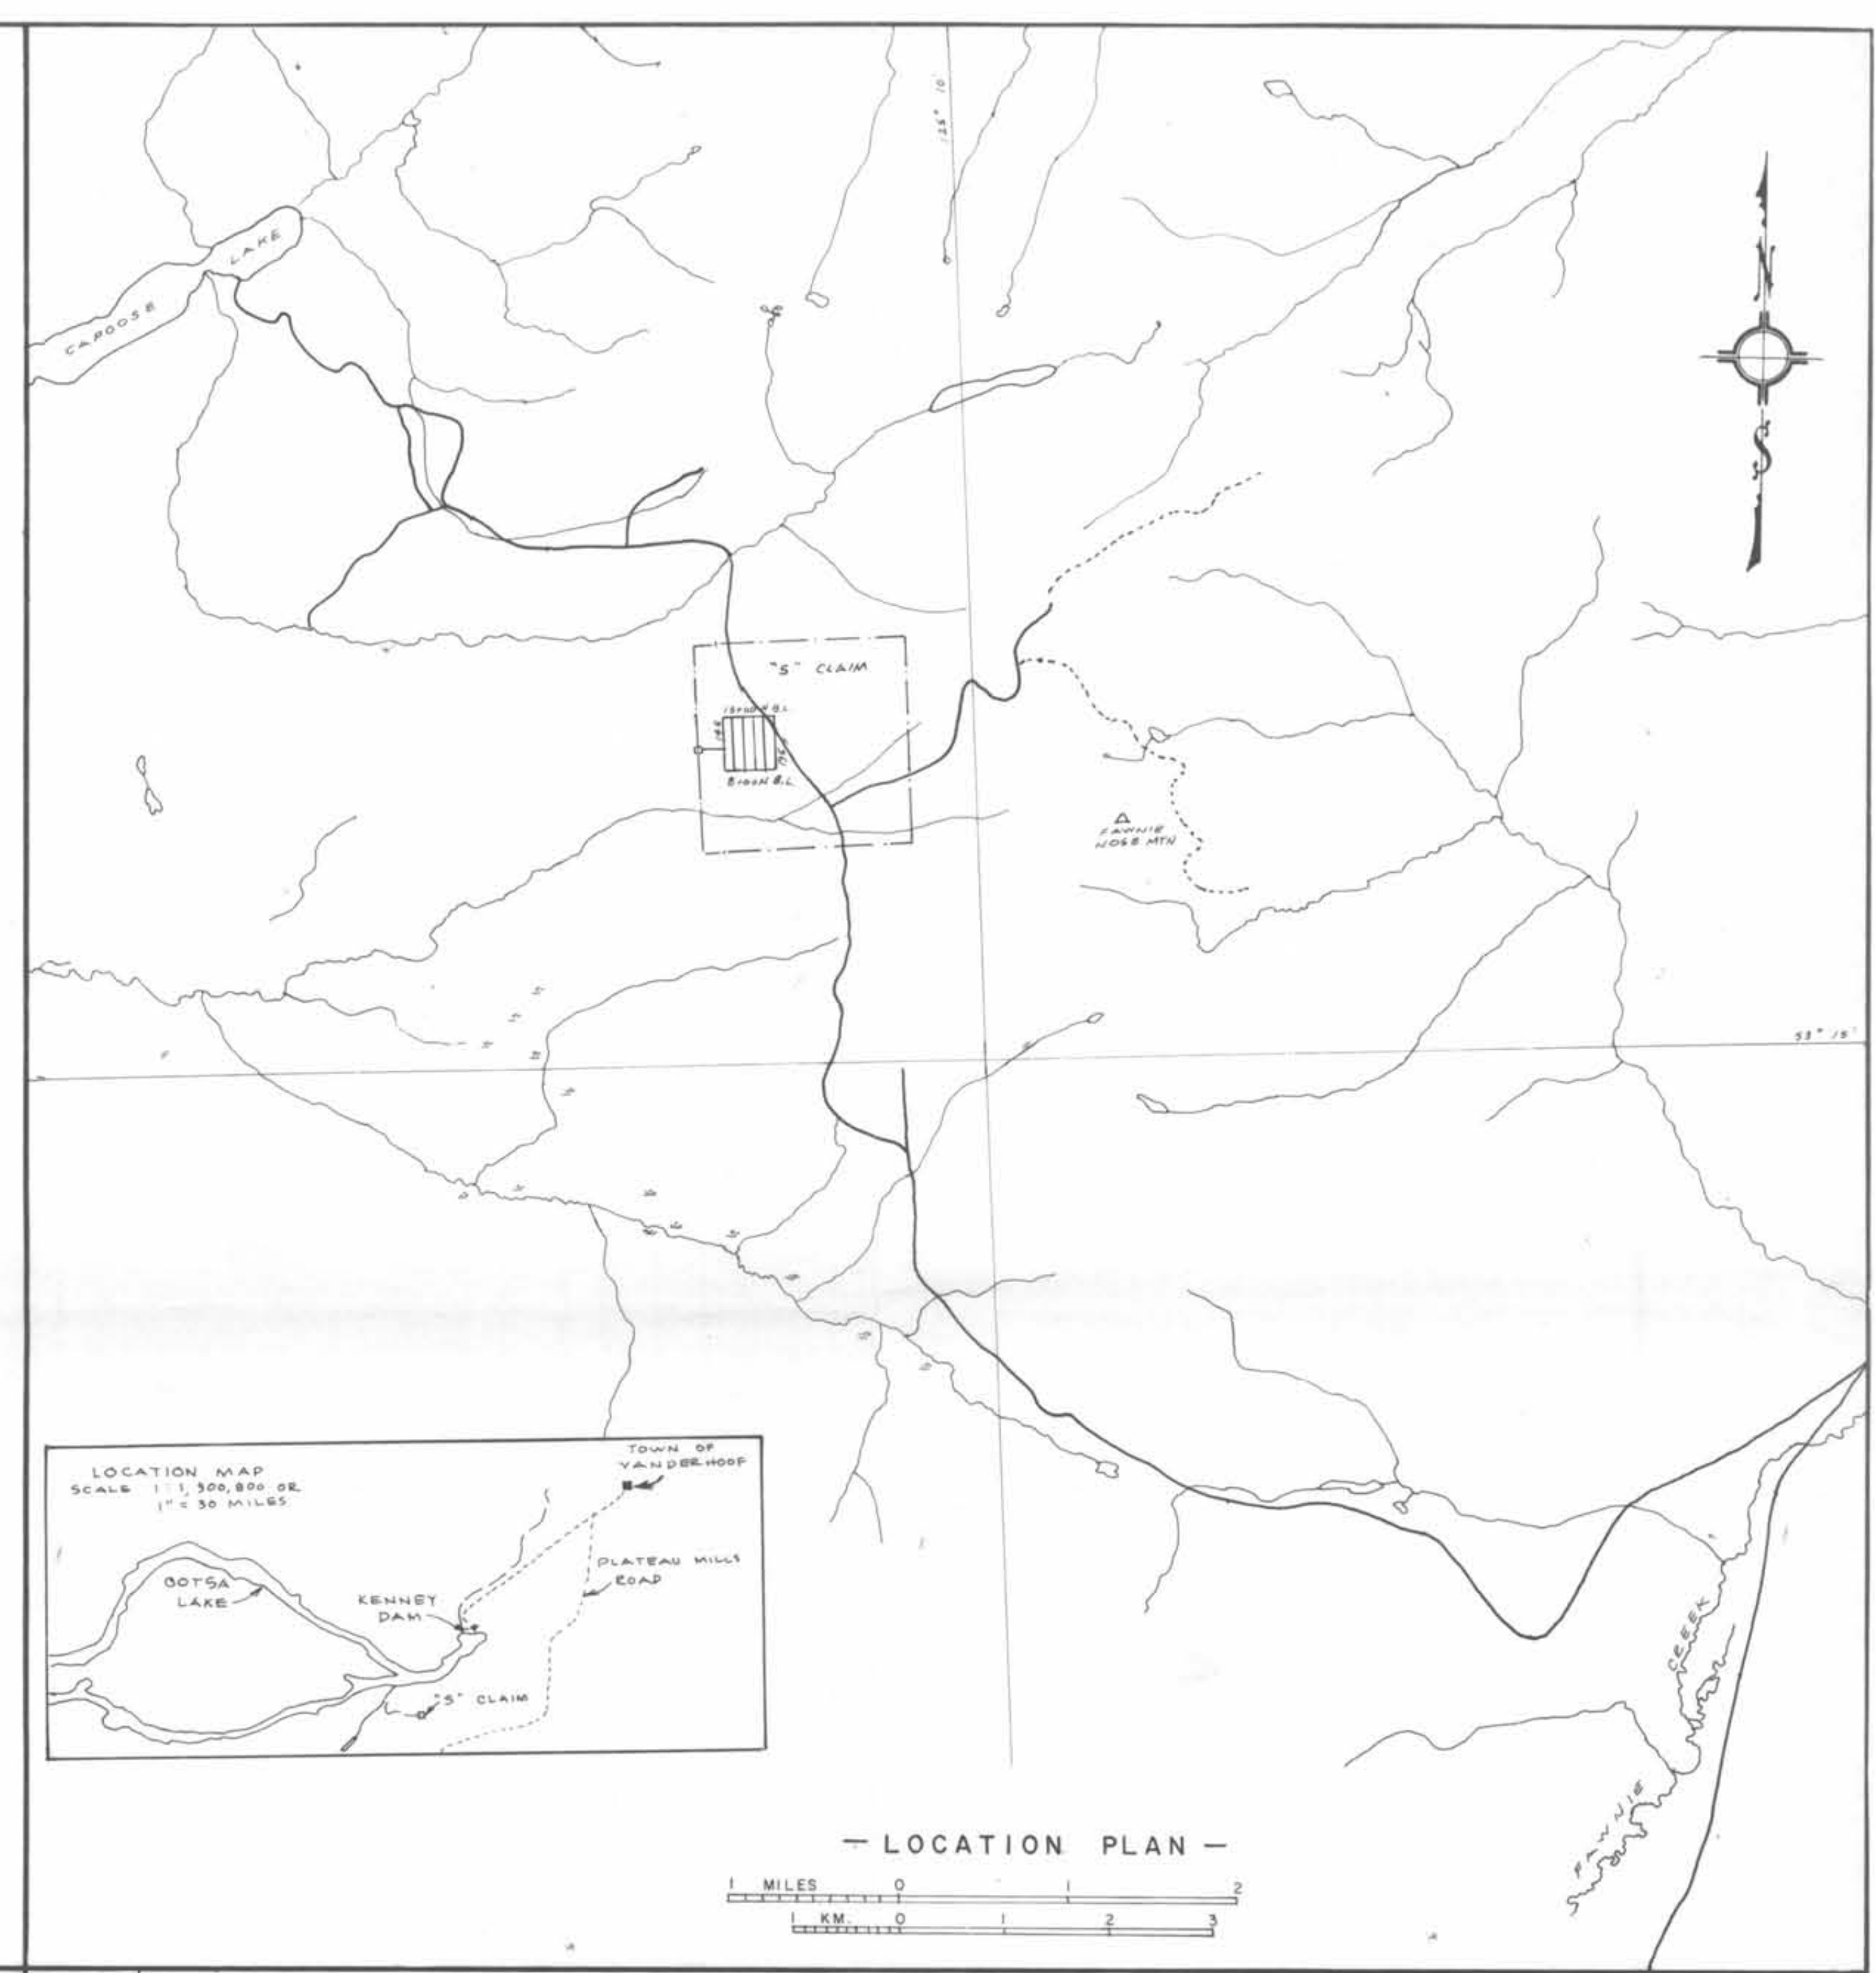 125° 10'
N
CAPOOSE LAKE
S
"S" CLAIM
15+00 N B.L.
8+00 N B.L.
FAWNIE
NOSE MTN
53° 15'
LOCATION MAP
SCALE 1:1,900,800 OR
1" = 30 MILES
TOWN OF
VANDERHOOF
OOTSA
LAKE
KENNEY
DAM
PLATEAU MILLS
ROAD
"S" CLAIM
FAWNIE CREEK
— LOCATION PLAN —
1 MILES 0 1 2
1 KM. 0 1 2 3